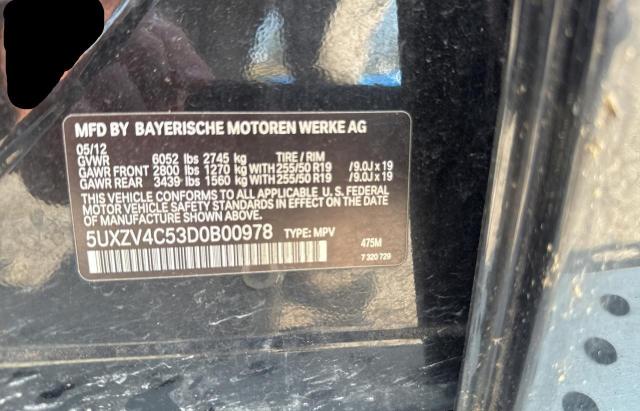 MFD BY BAYERISCHE MOTOREN WERKE AG
05/12
GVWR 6052 lbs 2745 kg TIRE / RIM
GAWR FRONT 2800 lbs 1270 kg WITH 255/50 R19 /9.0J x 19
GAWR REAR 3439 lbs 1560 kg WITH 255/50 R19 /9.0J x 19
THIS VEHICLE CONFORMS TO ALL APPLICABLE U. S. FEDERAL
MOTOR VEHICLE SAFETY STANDARDS IN EFFECT ON THE DATE
OF MANUFACTURE SHOWN ABOVE.
5UXZV4C53D0B00978 TYPE: MPV 475M
7 320 729